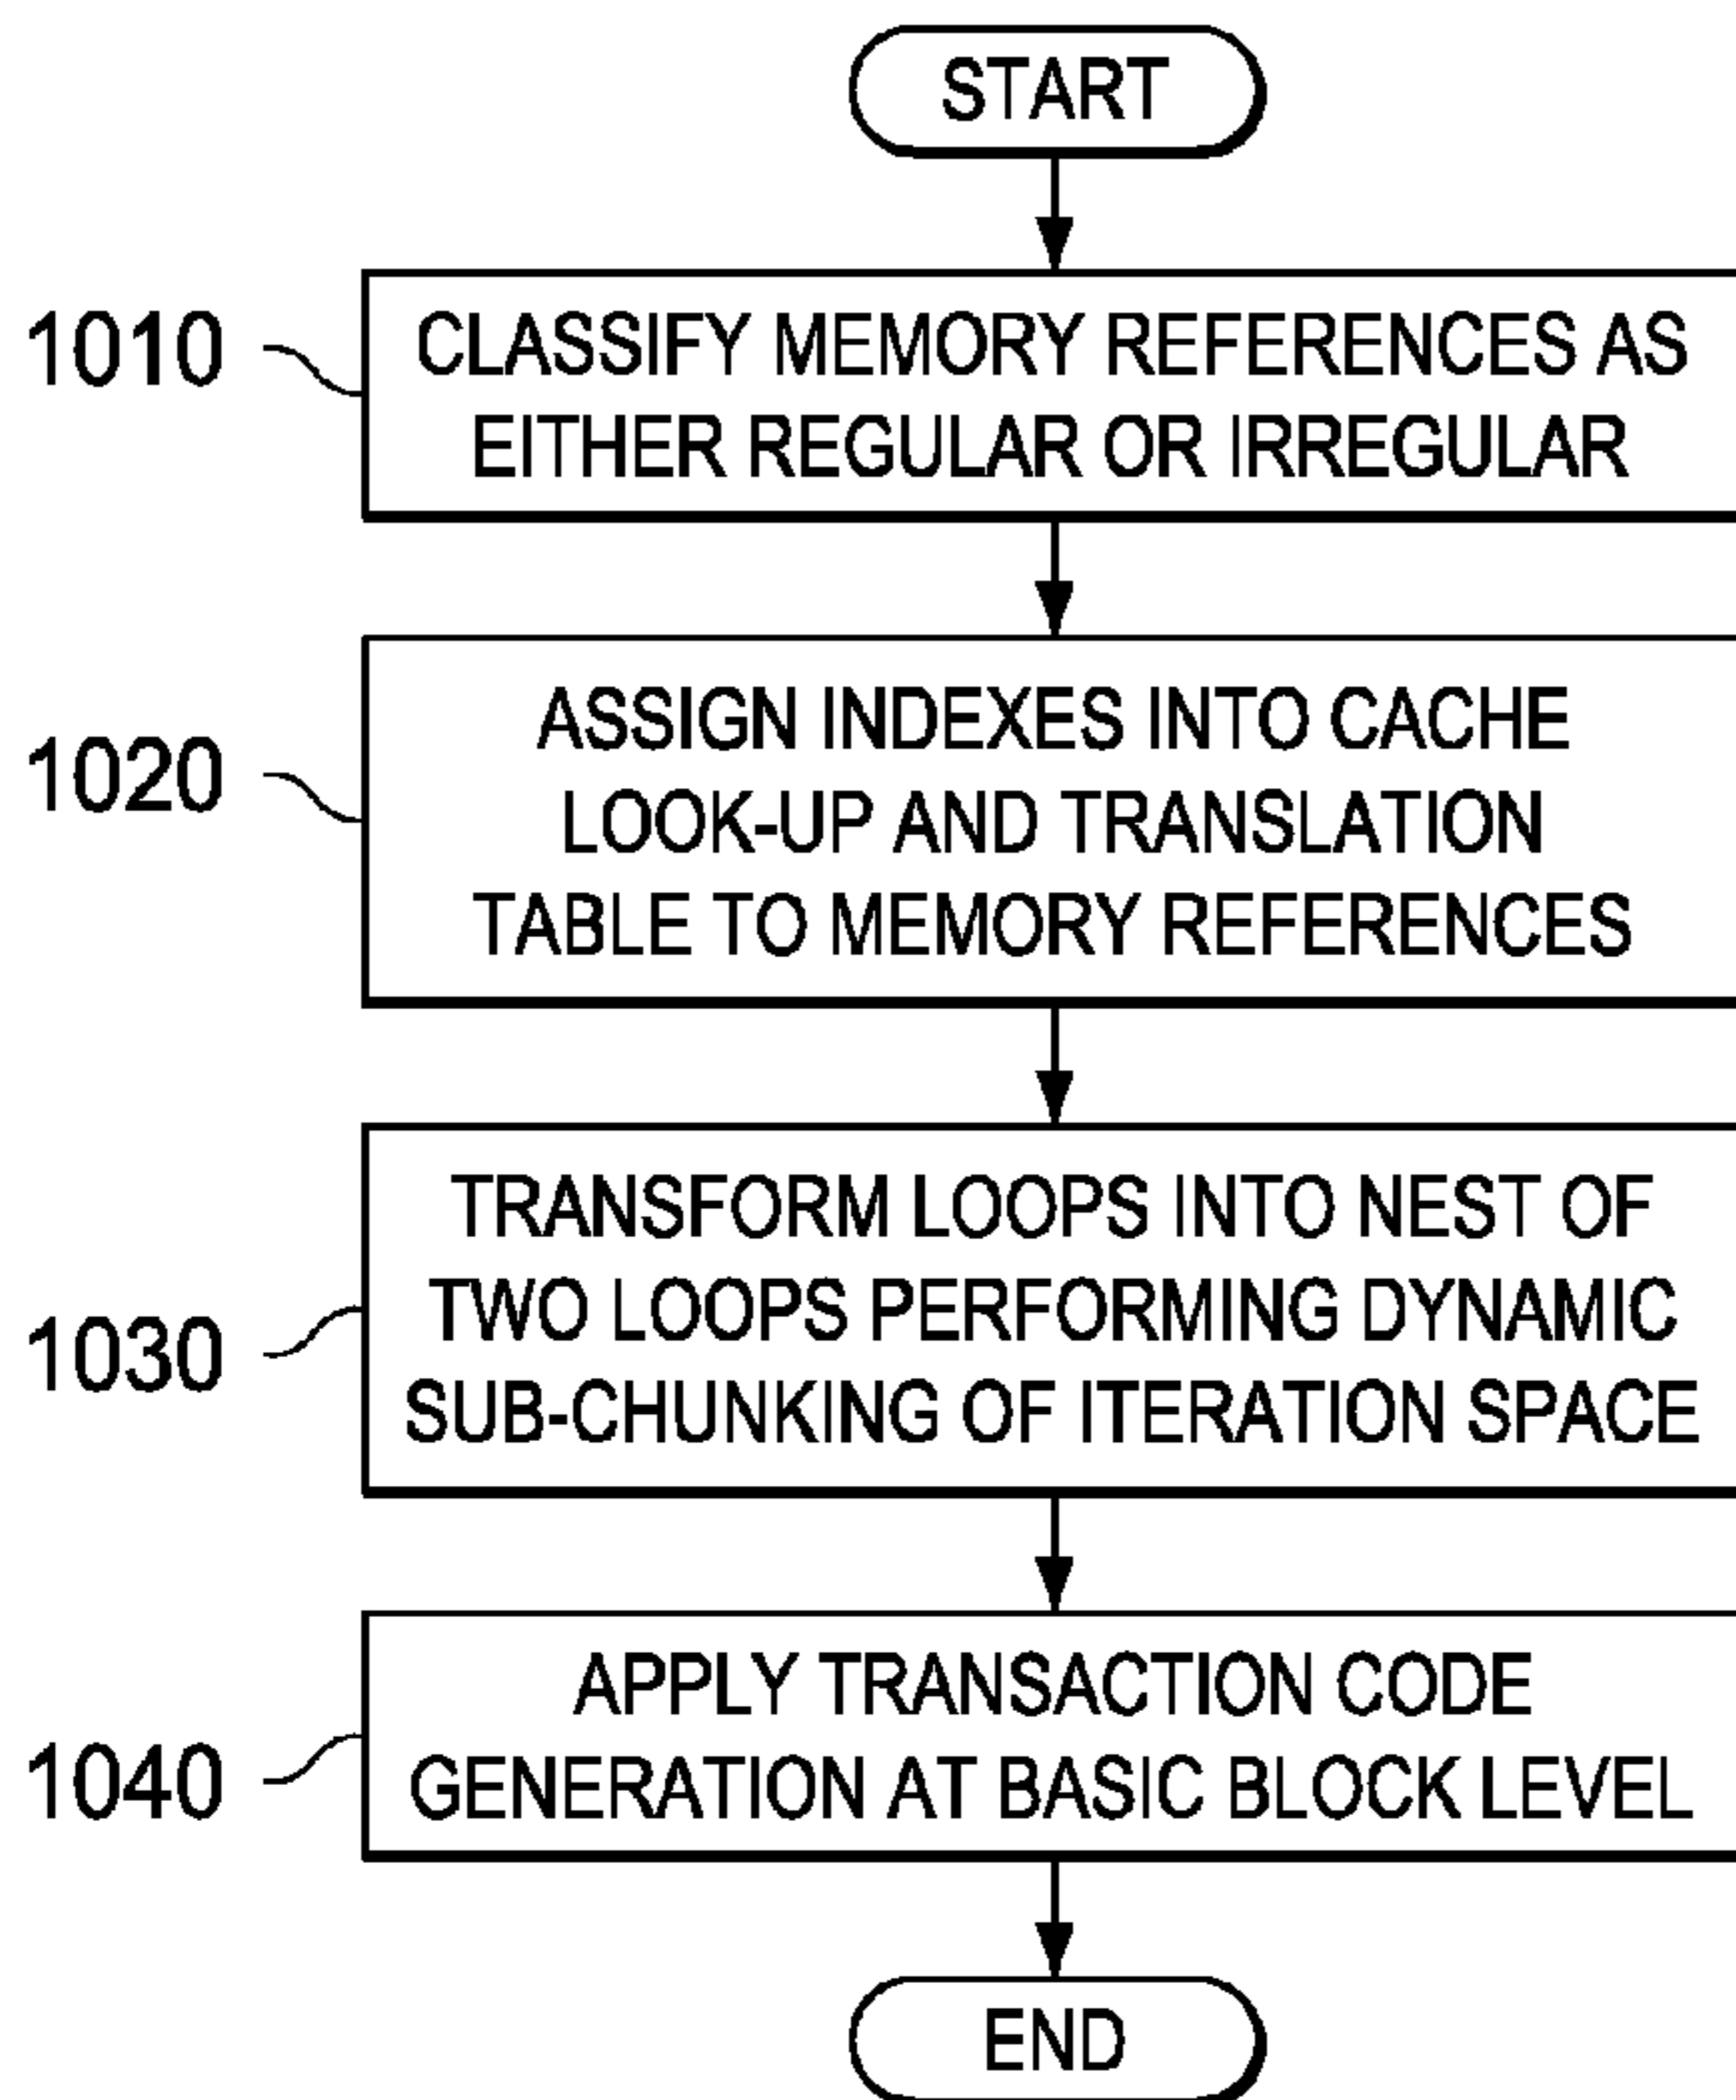 START
1010
CLASSIFY MEMORY REFERENCES AS
EITHER REGULAR OR IRREGULAR
1020
ASSIGN INDEXES INTO CACHE
LOOK-UP AND TRANSLATION
TABLE TO MEMORY REFERENCES
1030
TRANSFORM LOOPS INTO NEST OF
TWO LOOPS PERFORMING DYNAMIC
SUB-CHUNKING OF ITERATION SPACE
1040
APPLY TRANSACTION CODE
GENERATION AT BASIC BLOCK LEVEL
END